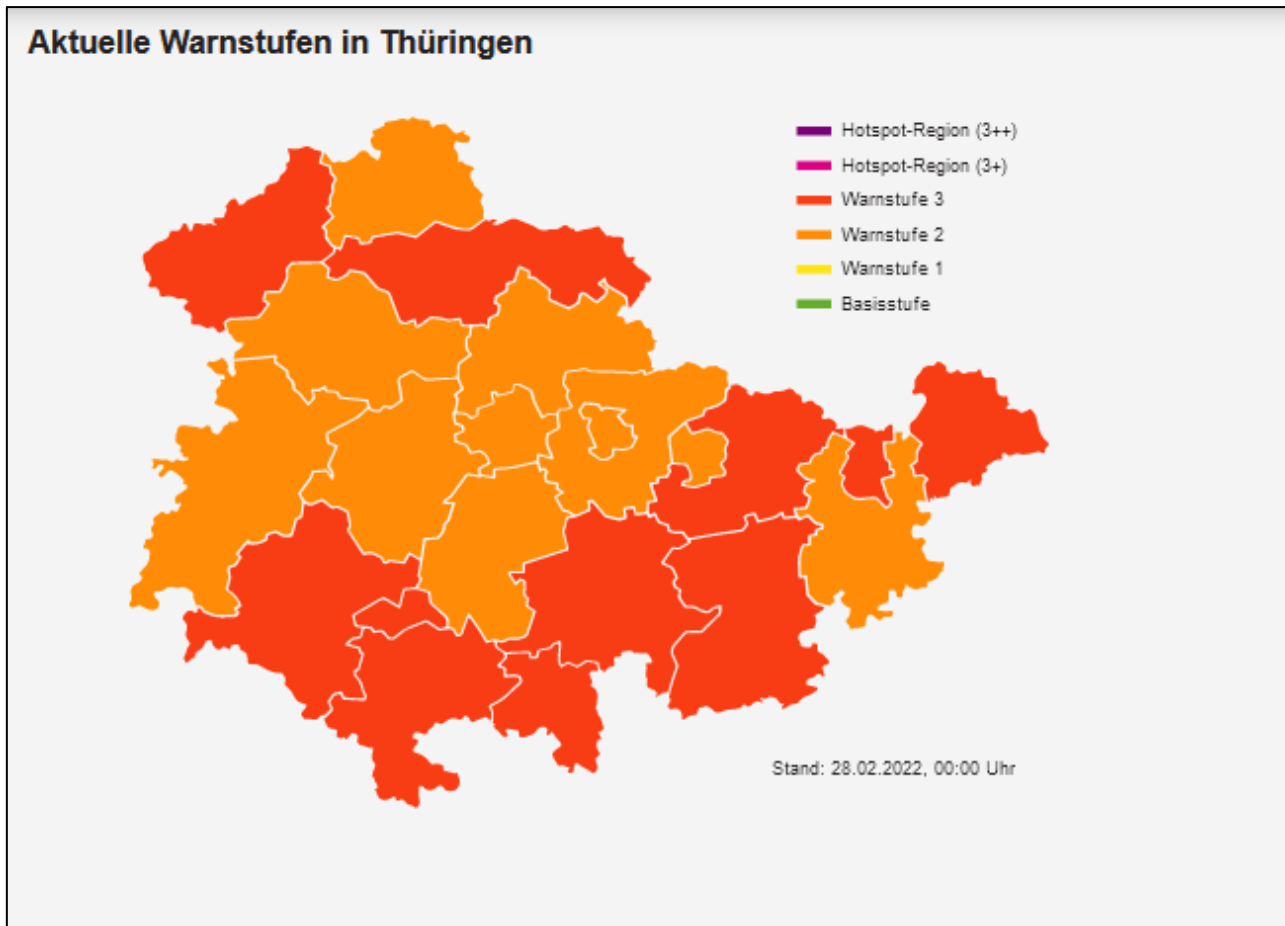 Aktuelle Warnstufen in Thüringen
Hotspot-Region (3++)
Hotspot-Region (3+)
Warnstufe 3
Warnstufe 2
Warnstufe 1
Basisstufe
Stand: 28.02.2022, 00:00 Uhr